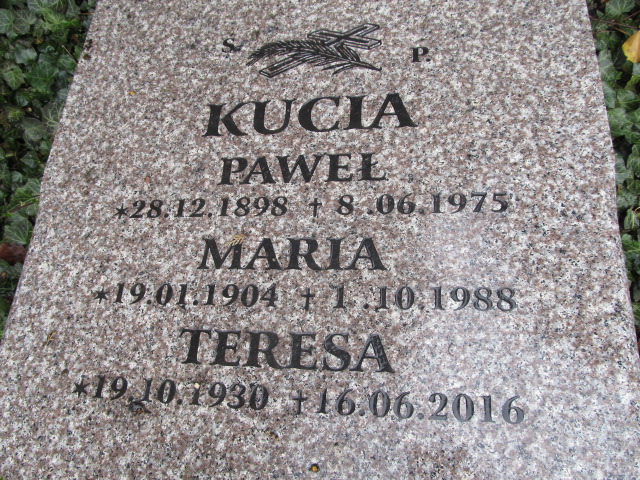 S. P.
KUCIA
PAWEŁ
*28.12.1898 † 8.06.1975
MARIA
*19.01.1904 † 1.10.1988
TERESA
*19.10.1930 †16.06.2016